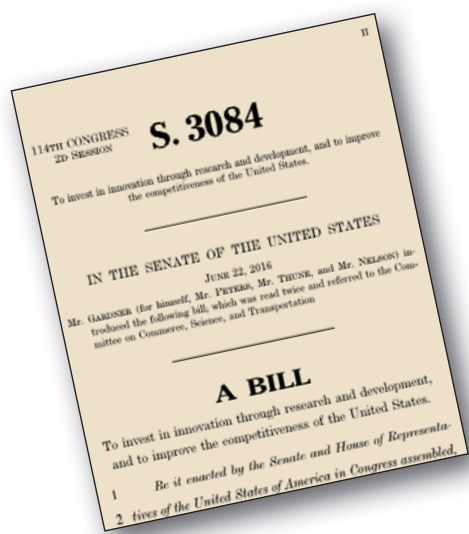 II
114TH CONGRESS
2D SESSION
S. 3084
To invest in innovation through research and development, and to improve
the competitiveness of the United States.
IN THE SENATE OF THE UNITED STATES
JUNE 22, 2016
Mr. GARDNER (for himself, Mr. PETERS, Mr. THUNE, and Mr. NELSON) in-
troduced the following bill; which was read twice and referred to the Com-
mittee on Commerce, Science, and Transportation
A BILL
To invest in innovation through research and development,
and to improve the competitiveness of the United States.
1 Be it enacted by the Senate and House of Representa-
2 tives of the United States of America in Congress assembled,